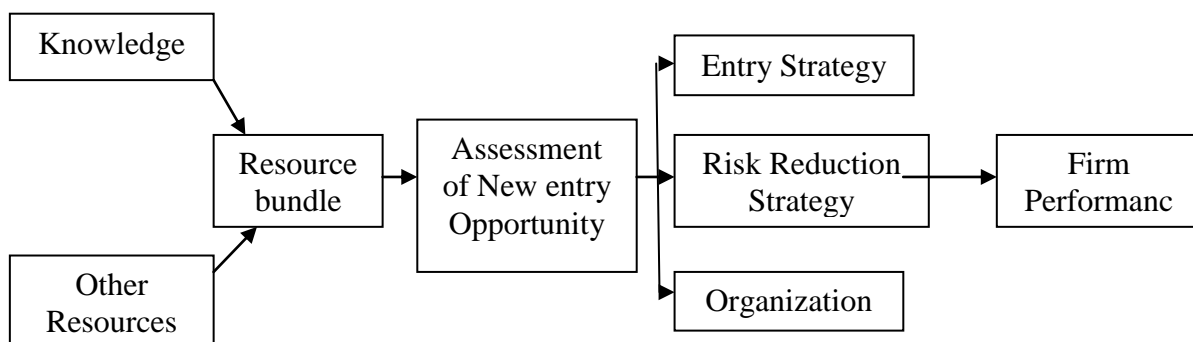 Knowledge
Other
Resources
Resource
bundle
Assessment
of New entry
Opportunity
Entry Strategy
Risk Reduction
Strategy
Organization
Firm
Performanc